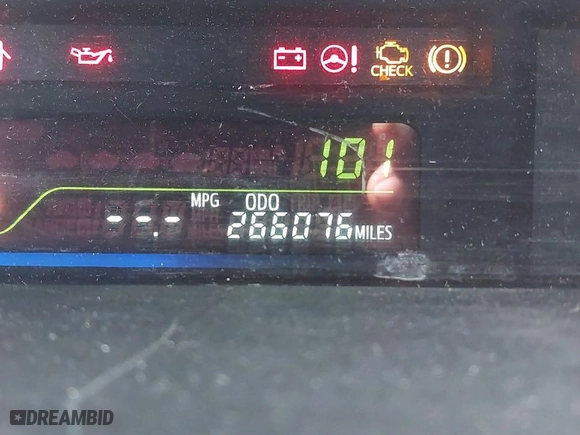 CHECK
101
MPG ODO
--.- 266076 MILES
DREAMBID